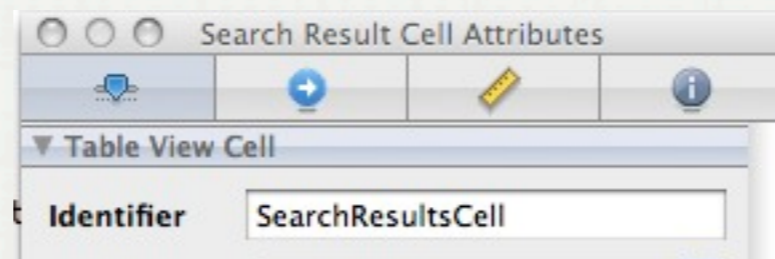 Search Result Cell Attributes
Table View Cell
Identifier SearchResultsCell